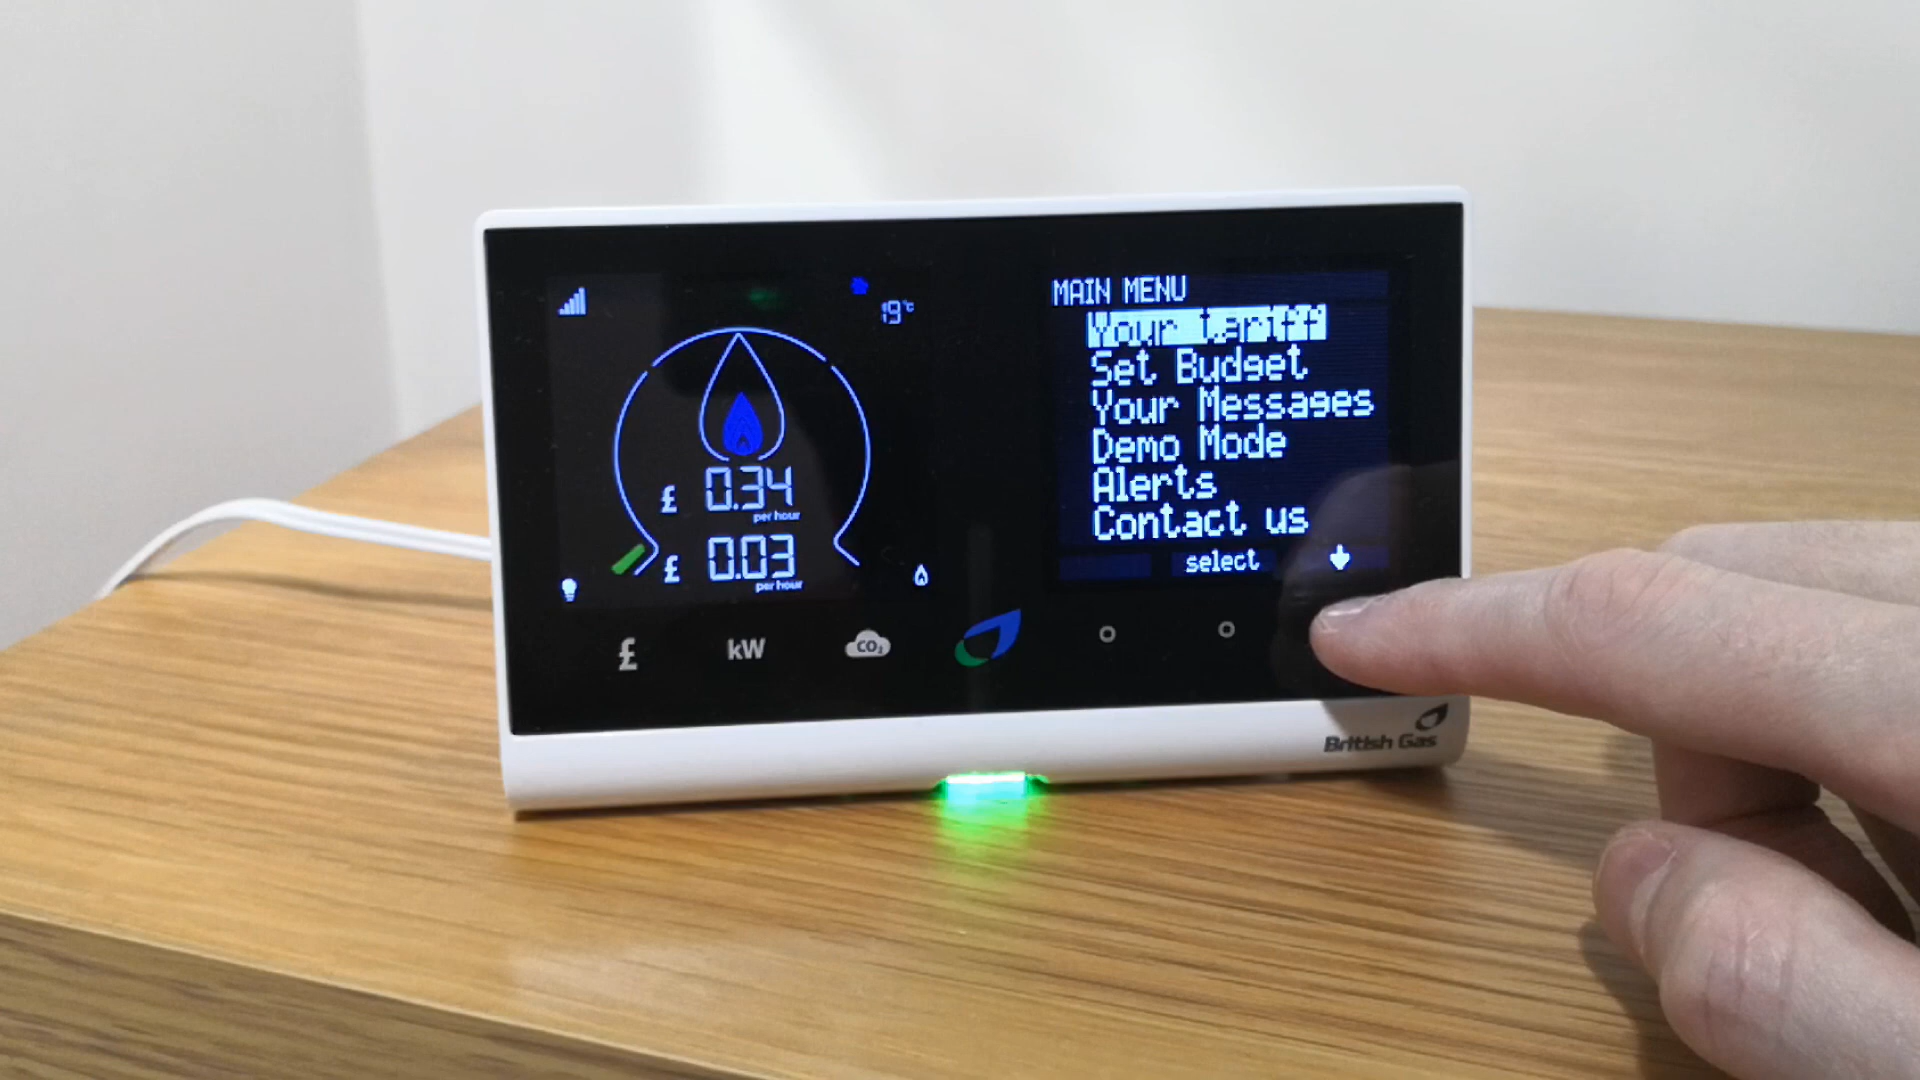 19°c
£ 0.34
per hour
£ 0.03
per hour
£ kW CO₂
MAIN MENU
Your tariff
Set Budget
Your Messages
Demo Mode
Alerts
Contact us
select
British Gas